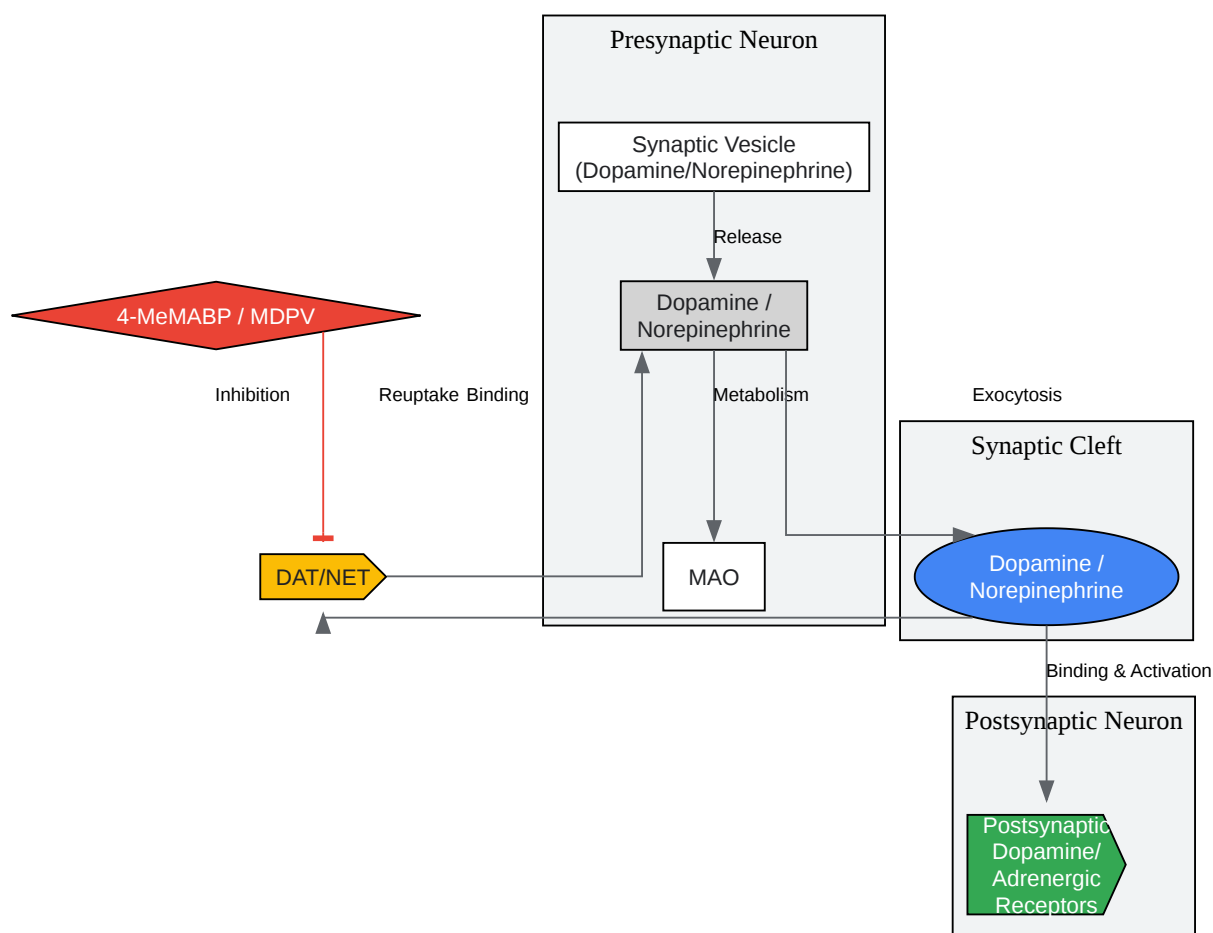 Presynaptic Neuron
Synaptic Vesicle
(Dopamine/Norepinephrine)
Release
4-MeMABP / MDPV
Dopamine /
Norepinephrine
Inhibition
Reuptake Binding
Metabolism
Exocytosis
Synaptic Cleft
DAT/NET
MAO
Dopamine /
Norepinephrine
Binding & Activation
Postsynaptic Neuron
Postsynaptic
Dopamine/
Adrenergic
Receptors